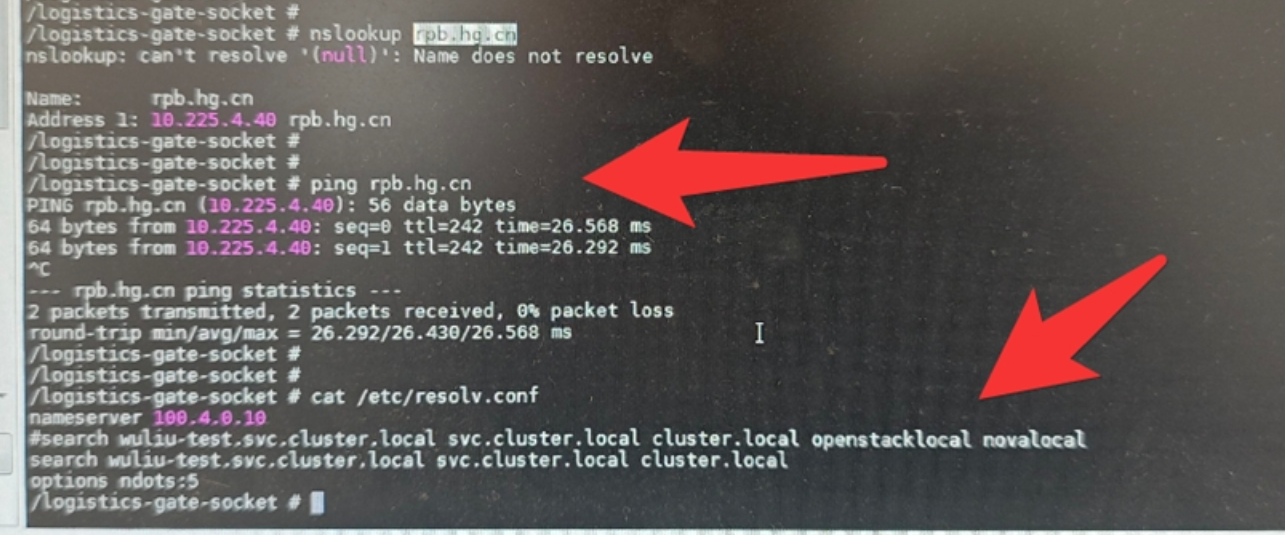 /logistics-gate-socket #
/logistics-gate-socket # nslookup rpb.hg.cn
nslookup: can't resolve '(null)': Name does not resolve
Name: rpb.hg.cn
Address 1: 10.225.4.40 rpb.hg.cn
/logistics-gate-socket #
/logistics-gate-socket #
/logistics-gate-socket # ping rpb.hg.cn
PING rpb.hg.cn (10.225.4.40): 56 data bytes
64 bytes from 10.225.4.40: seq=0 ttl=242 time=26.568 ms
64 bytes from 10.225.4.40: seq=1 ttl=242 time=26.292 ms
^C
--- rpb.hg.cn ping statistics ---
2 packets transmitted, 2 packets received, 0% packet loss
round-trip min/avg/max = 26.292/26.430/26.568 ms
/logistics-gate-socket #
/logistics-gate-socket #
/logistics-gate-socket # cat /etc/resolv.conf
nameserver 100.4.0.10
#search wuliu-test.svc.cluster.local svc.cluster.local cluster.local openstacklocal novalocal
search wuliu-test.svc.cluster.local svc.cluster.local cluster.local
options ndots:5
/logistics-gate-socket #